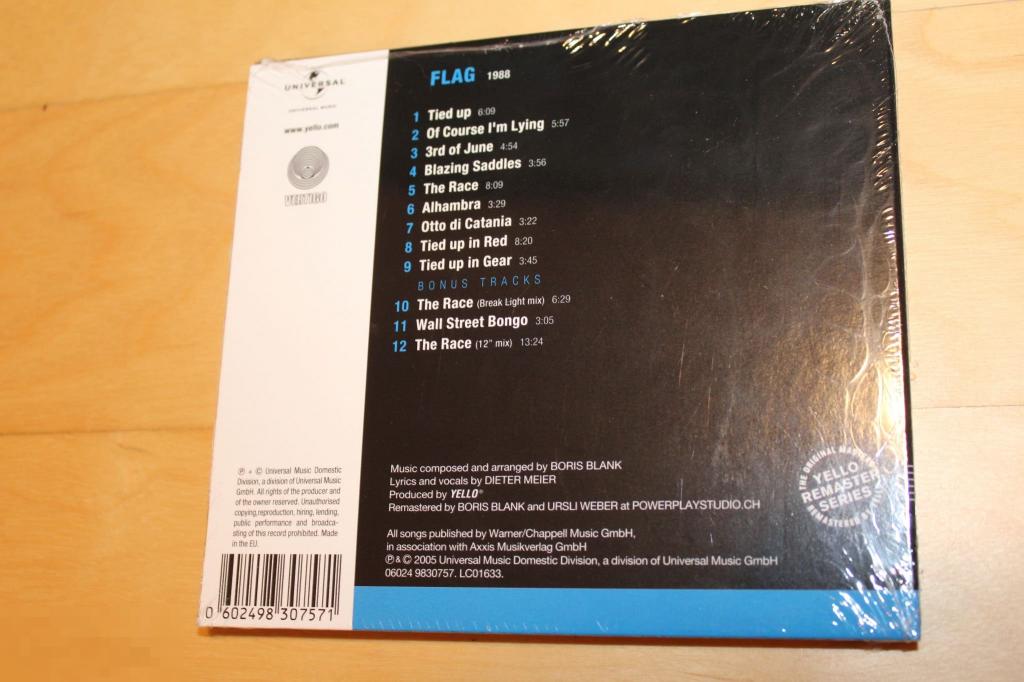 UNIVERSAL
UNIVERSAL MUSIC
www.yello.com
VERTIGO
FLAG 1988
1 Tied up 6:09
2 Of Course I'm Lying 5:57
3 3rd of June 4:54
4 Blazing Saddles 3:56
5 The Race 8:09
6 Alhambra 3:29
7 Otto di Catania 3:22
8 Tied up in Red 8:20
9 Tied up in Gear 3:45
BONUS TRACKS
10 The Race (Break Light mix) 6:29
11 Wall Street Bongo 3:05
12 The Race (12" mix) 13:24
Music composed and arranged by BORIS BLANK
Lyrics and vocals by DIETER MEIER
Produced by YELLO®
Remastered by BORIS BLANK and URSLI WEBER at POWERPLAYSTUDIO.CH
All songs published by Warner/Chappell Music GmbH,
in association with Axxis Musikverlag GmbH
℗ & © 2005 Universal Music Domestic Division, a division of Universal Music GmbH
06024 9830757. LC01633.
℗ + © Universal Music Domestic
Division, a division of Universal Music
GmbH. All rights of the producer and
of the owner reserved. Unauthorised
copying,reproduction, hiring, lending,
public performance and broadcas-
ting of this record prohibited. Made
in the EU.
0 602498 307571
THE ORIGINAL
YELLO
REMASTER
SERIES
REMASTERED BY